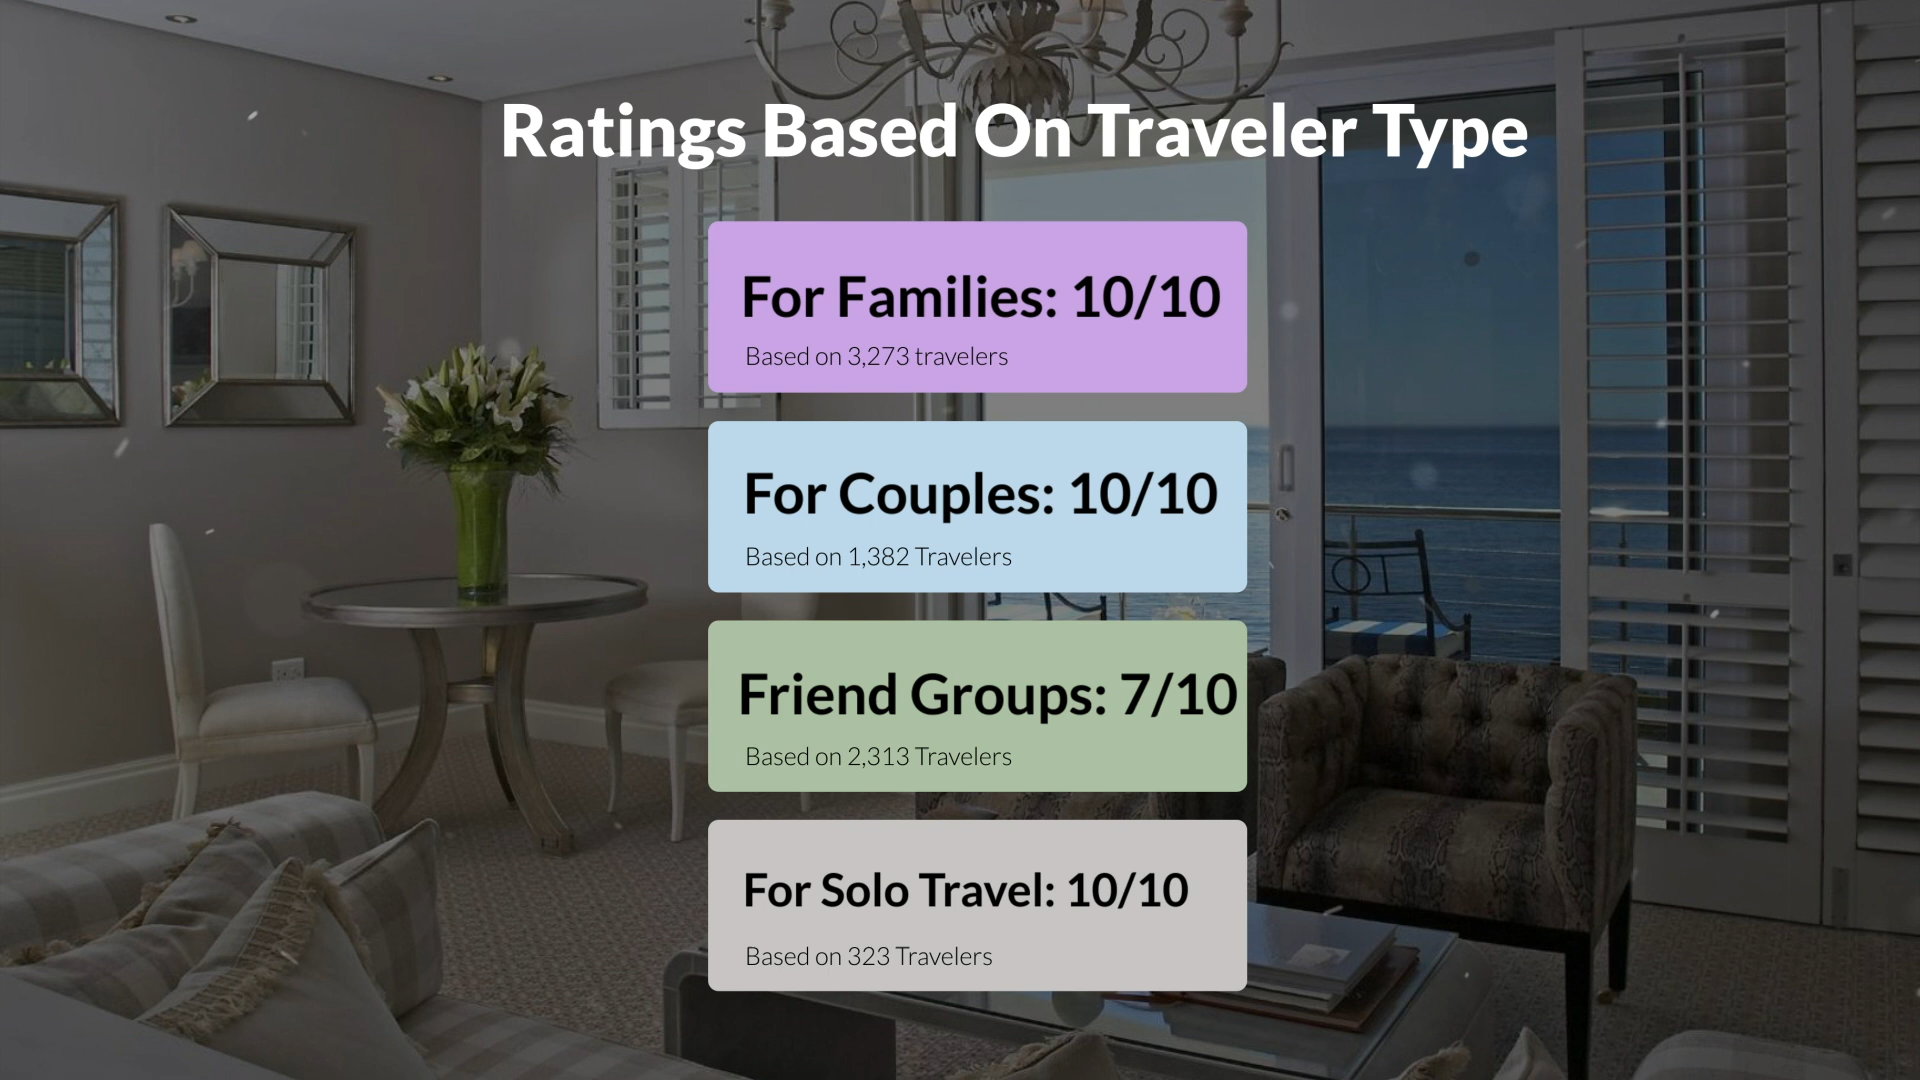 Ratings Based On Traveler Type
For Families: 10/10
Based on 3,273 travelers
For Couples: 10/10
Based on 1,382 Travelers
Friend Groups: 7/10
Based on 2,313 Travelers
For Solo Travel: 10/10
Based on 323 Travelers